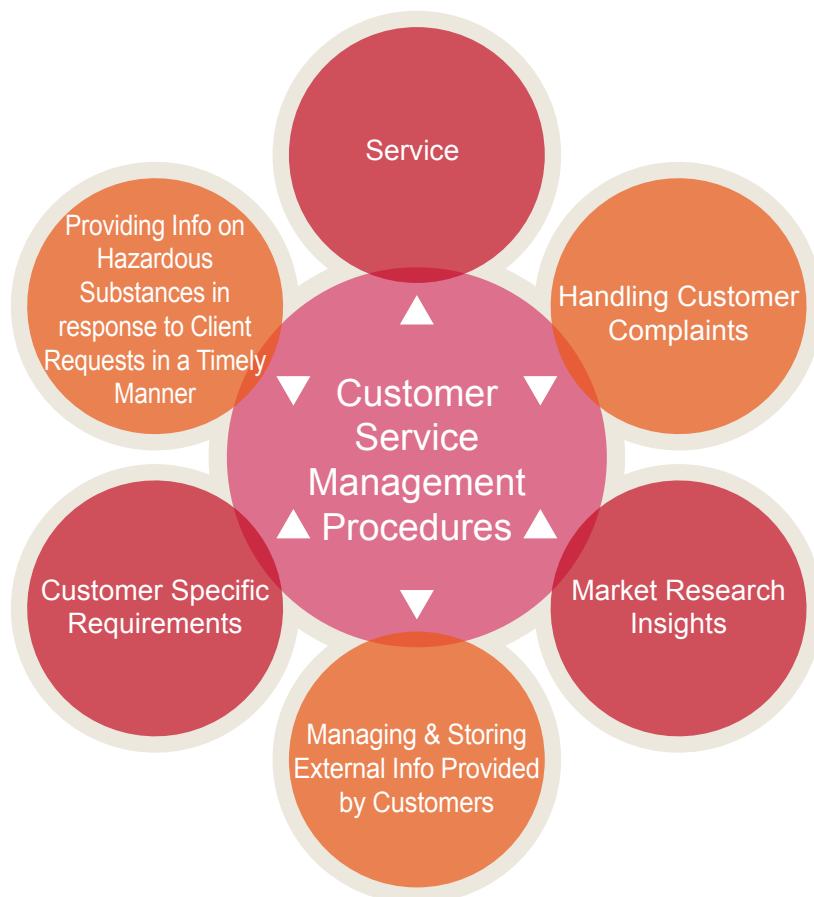 Service
Providing Info on
Hazardous
Substances in
response to Client
Requests in a Timely
Manner
Handling Customer
Complaints
Customer
Service
Management
Procedures
Customer Specific
Requirements
Market Research
Insights
Managing & Storing
External Info Provided
by Customers